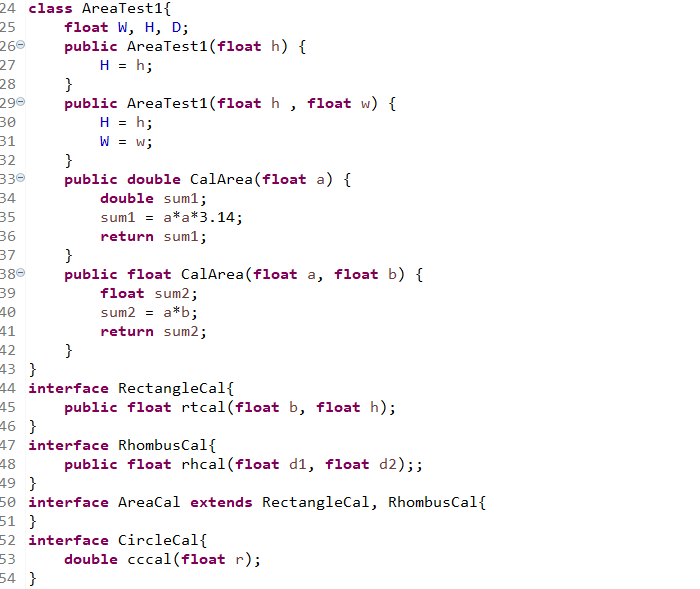 24 class AreaTest1{
25     float W, H, D;
26     public AreaTest1(float h) {
27         H = h;
28     }
29     public AreaTest1(float h , float w) {
30         H = h;
31         W = w;
32     }
33     public double CalArea(float a) {
34         double sum1;
35         sum1 = a*a*3.14;
36         return sum1;
37     }
38     public float CalArea(float a, float b) {
39         float sum2;
40         sum2 = a*b;
41         return sum2;
42     }
43 }
44 interface RectangleCal{
45     public float rtcal(float b, float h);
46 }
47 interface RhombusCal{
48     public float rhcal(float d1, float d2);;
49 }
50 interface AreaCal extends RectangleCal, RhombusCal{
51 }
52 interface CircleCal{
53     double cccal(float r);
54 }